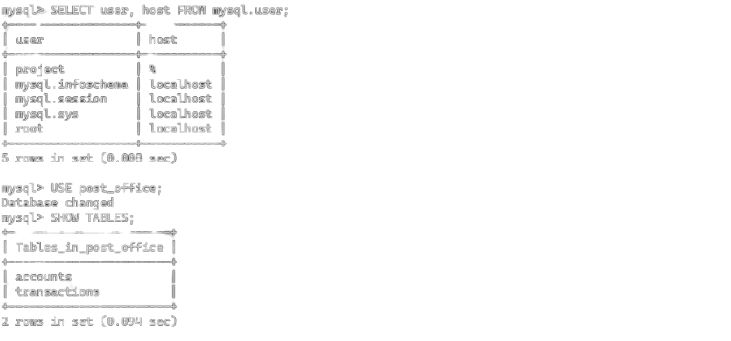 mysql> SELECT user, host FROM mysql.user;
| user | host |
| project | % |
| mysql.infoschema | localhost |
| mysql.session | localhost |
| mysql.sys | localhost |
| root | localhost |
5 rows in set (0.000 sec)
mysql> USE post_office;
Database changed
mysql> SHOW TABLES;
| Tables_in_post_office |
| accounts |
| transactions |
2 rows in set (0.094 sec)